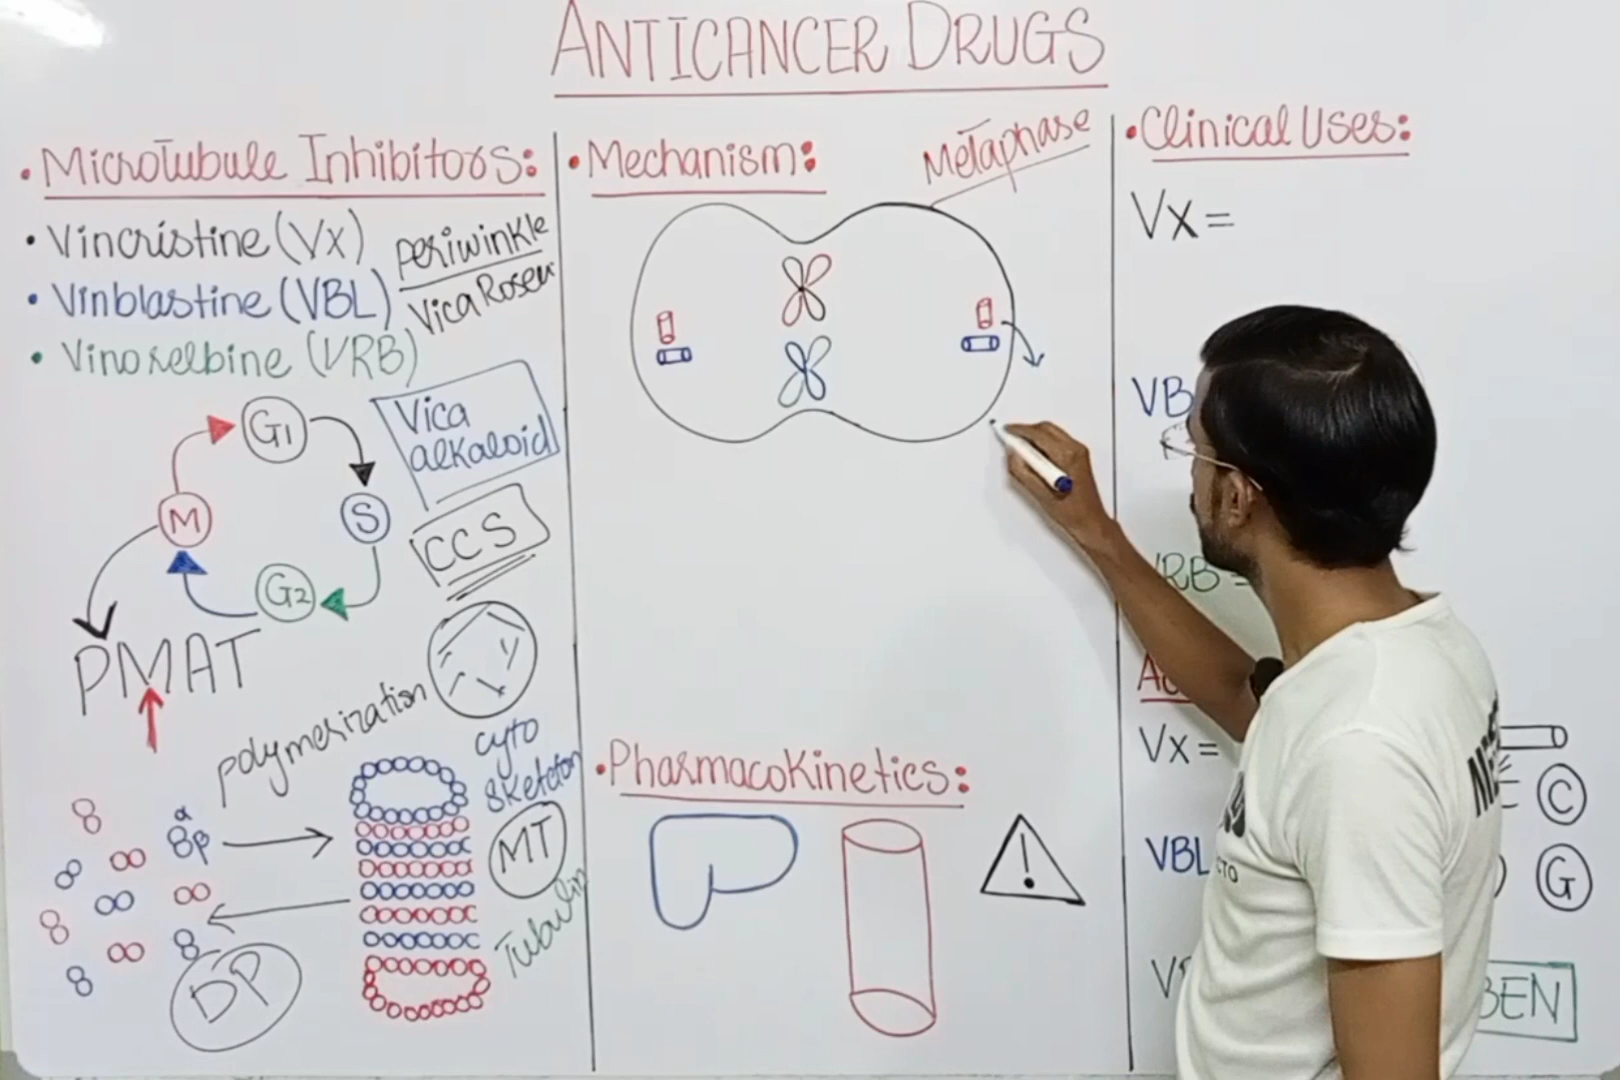 ANTICANCER DRUGS
• MicroTubule Inhibitors:
• Vincristine (Vx)
• Vinblastine (VBL)
• Vinorelbine (VRB)
periwinkle
Vica Rosea
G1
S
G2
M
Vica
alkaloid
CCS
PMAT
polymerization
α
β
DP
cyto
skeleton
MT
Tubulin
• Mechanism:
Metaphase
• PharmacoKinetics:
!
• Clinical Uses:
Vx =
VB
VRB =
Vx =
C
VBL
G
BEN